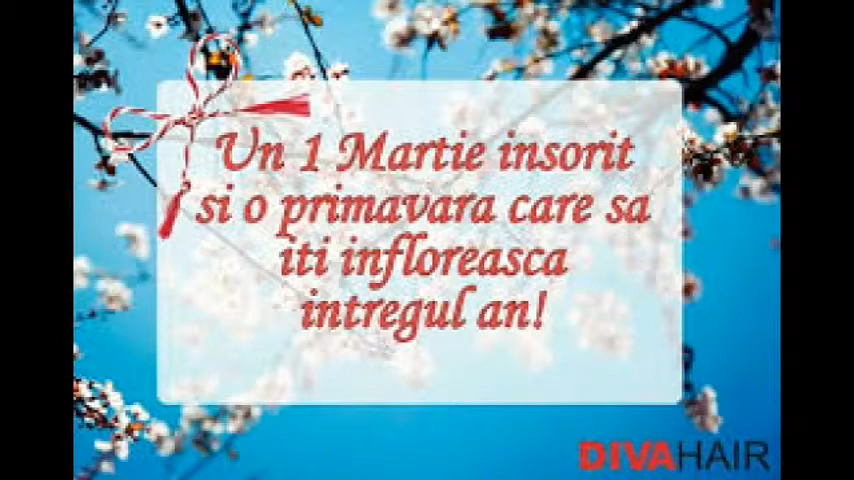 Un 1 Martie insorit
si o primavara care sa
iti infloreasca
intregul an!
DIVAHAIR